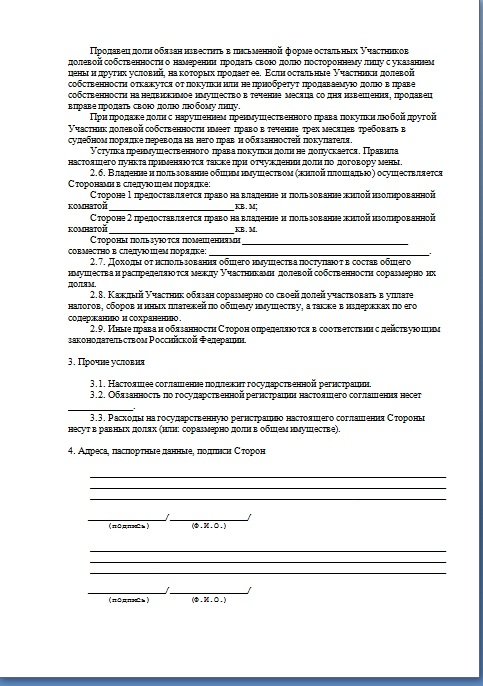 Продавец доли обязан известить в письменной форме остальных Участников
долевой собственности о намерении продать свою долю постороннему лицу с указанием
цены и других условий, на которых продает ее. Если остальные Участники долевой
собственности откажутся от покупки или не приобретут продаваемую долю в праве
собственности на недвижимое имущество в течение месяца со дня извещения, продавец
вправе продать свою долю любому лицу.
При продаже доли с нарушением преимущественного права покупки любой другой
Участник долевой собственности имеет право в течение трех месяцев требовать в
судебном порядке перевода на него прав и обязанностей покупателя.
Уступка преимущественного права покупки доли не допускается. Правила
настоящего пункта применяются также при отчуждении доли по договору мены.
2.6. Владение и пользование общим имуществом (жилой площадью) осуществляется
Сторонами в следующем порядке:
Стороне 1 предоставляется право на владение и пользование жилой изолированной
комнатой __________________________ кв. м;
Стороне 2 предоставляется право на владение и пользование жилой изолированной
комнатой __________________________ кв. м.
Стороны пользуются помещениями __________________________________
совместно в следующем порядке: _____________________________________________.
2.7. Доходы от использования общего имущества поступают в состав общего
имущества и распределяются между Участниками долевой собственности соразмерно их
долям.
2.8. Каждый Участник обязан соразмерно со своей долей участвовать в уплате
налогов, сборов и иных платежей по общему имуществу, а также в издержках по его
содержанию и сохранению.
2.9. Иные права и обязанности Сторон определяются в соответствии с действующим
законодательством Российской Федерации.
3. Прочие условия
3.1. Настоящее соглашение подлежит государственной регистрации.
3.2. Обязанность по государственной регистрации настоящего соглашения несет
_____________.
3.3. Расходы на государственную регистрацию настоящего соглашения Стороны
несут в равных долях (или: соразмерно доли в общем имуществе).
4. Адреса, паспортные данные, подписи Сторон
________________/________________/
(подпись) (Ф.И.О.)
________________/________________/
(подпись) (Ф.И.О.)